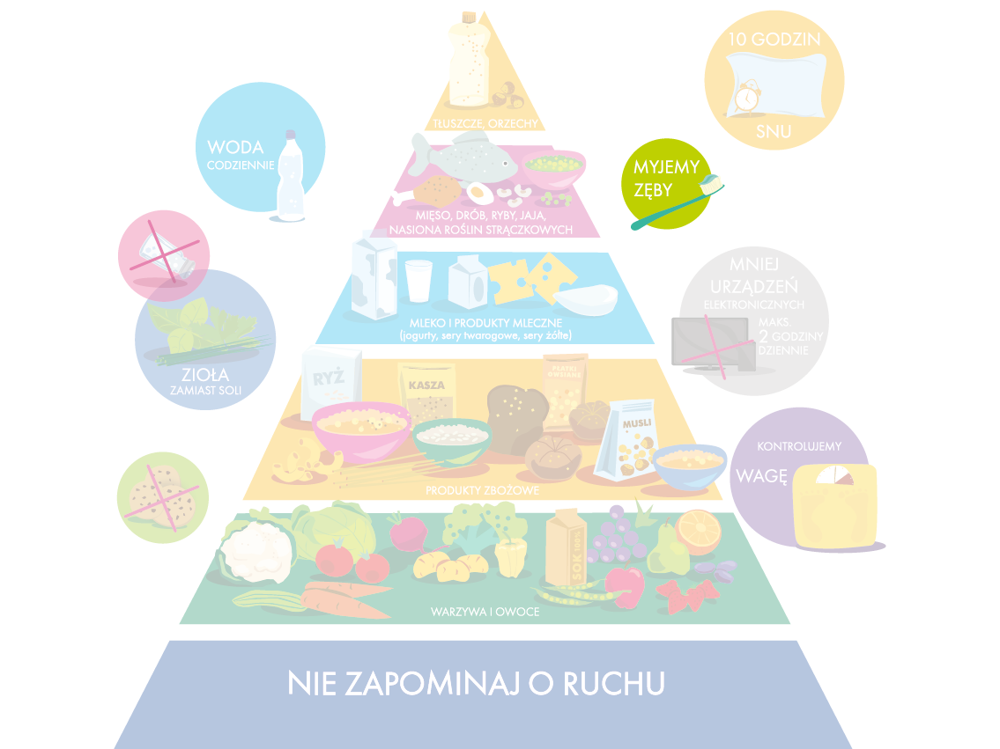 10 GODZIN
SNU
TŁUSZCZE, ORZECHY
WODA
CODZIENNIE
MYJEMY
ZĘBY
MIĘSO, DRÓB, RYBY, JAJA,
NASIONA ROŚLIN STRĄCZKOWYCH
MNIEJ
URZĄDZEŃ
ELEKTRONICZNYCH
MAKS.
2 GODZINY
DZIENNIE
MLEKO I PRODUKTY MLECZNE
(jogurty, sery twarogowe, sery żółte)
ZIOŁA
ZAMIAST SOLI
RYŻ
KASZA
PŁATKI
OWSIANE
MUSLI
PRODUKTY ZBOŻOWE
KONTROLUJEMY
WAGĘ
SOK 100%
WARZYWA I OWOCE
NIE ZAPOMINAJ O RUCHU